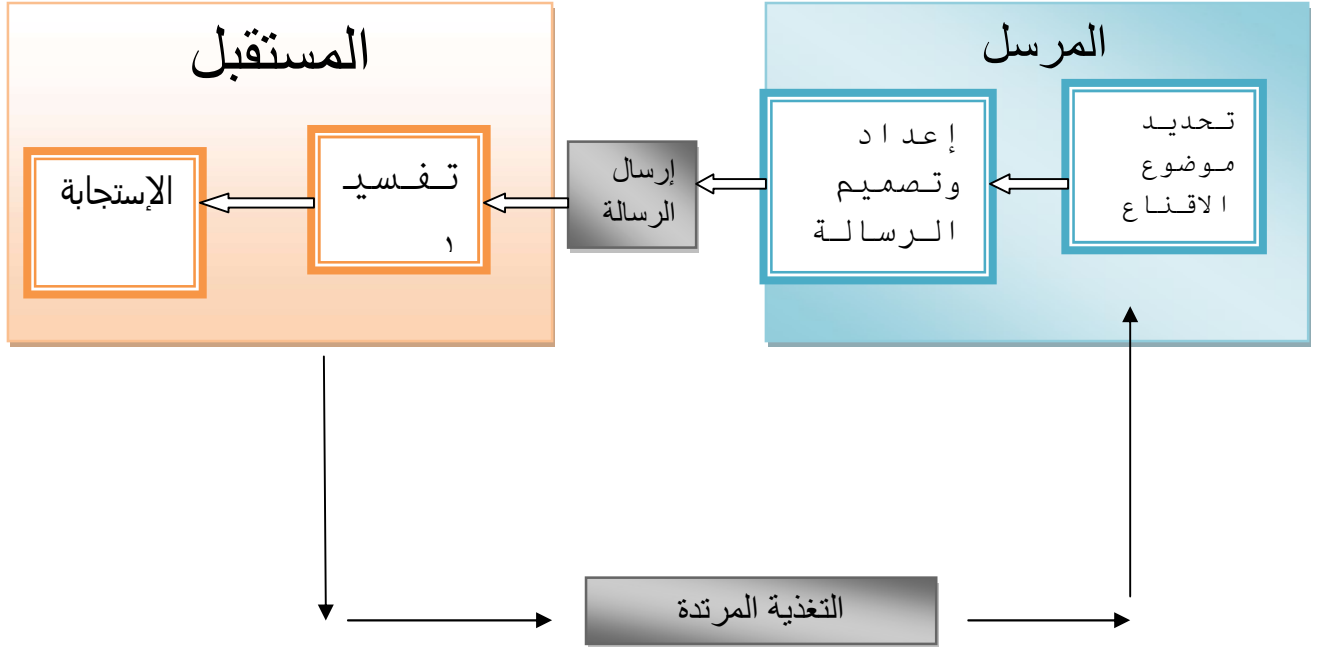 المرسل
تحديد
موضوع
الاقناع
إعداد
وتصميم
الرسالة
إرسال
الرسالة
المستقبل
تفسير
الإستجابة
التغذية المرتدة